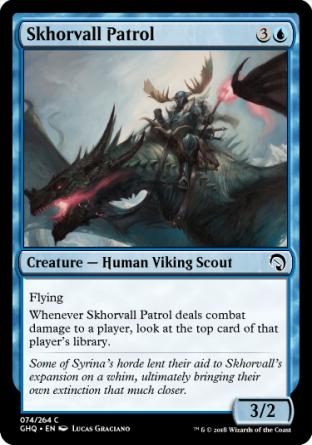 Skhorvall Patrol 3
Creature — Human Viking Scout
Flying
Whenever Skhorvall Patrol deals combat
damage to a player, look at the top card of that
player's library.
Some of Syrina's horde lent their aid to Skhorvall's
expansion on a whim, ultimately bringing their
own extinction that much closer.
3/2
074/264 C
GHQ • EN LUCAS GRACIANO
™ & © 2018 Wizards of the Coast